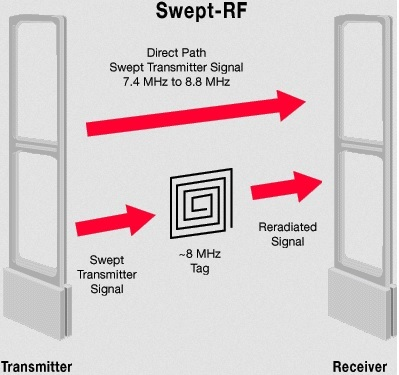 Swept-RF
Direct Path
Swept Transmitter Signal
7.4 MHz to 8.8 MHz
~8 MHz
Tag
Reradiated
Signal
Swept
Transmitter
Signal
Transmitter
Receiver